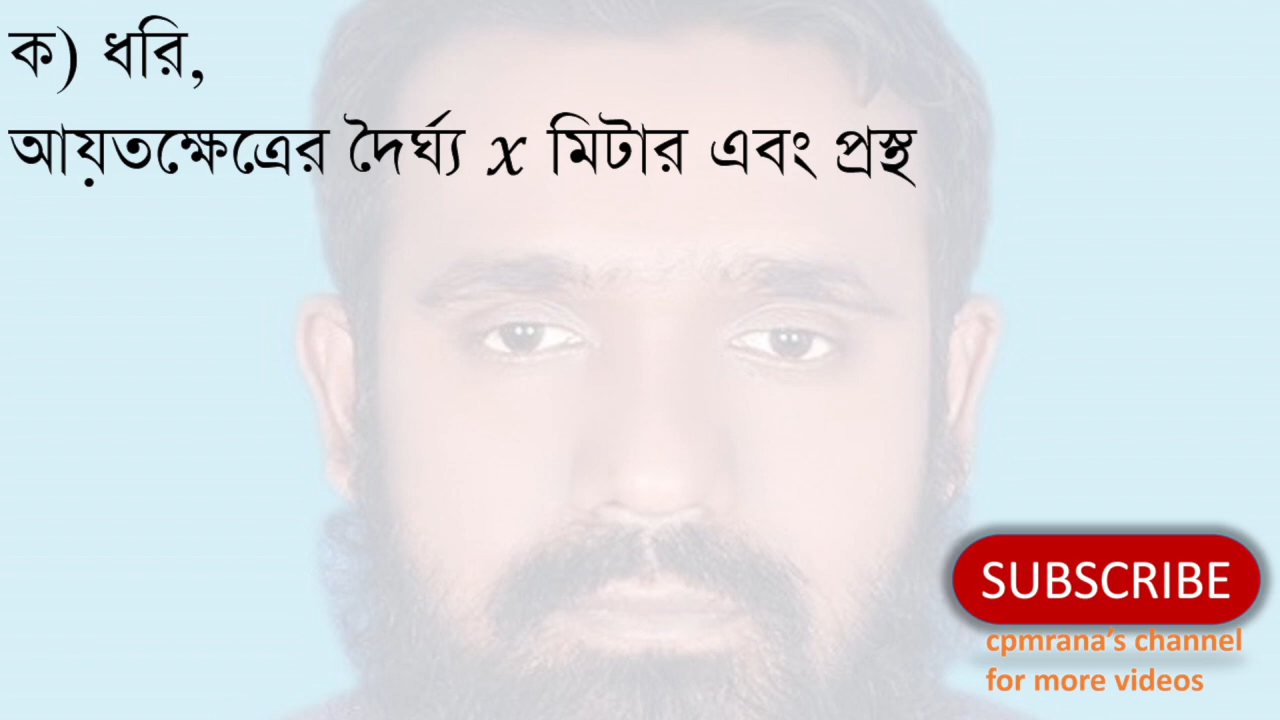 ক) ধরি,
আয়তক্ষেত্রের দৈর্ঘ্য x মিটার এবং প্রস্থ
SUBSCRIBE
cpmrana's channel
for more videos